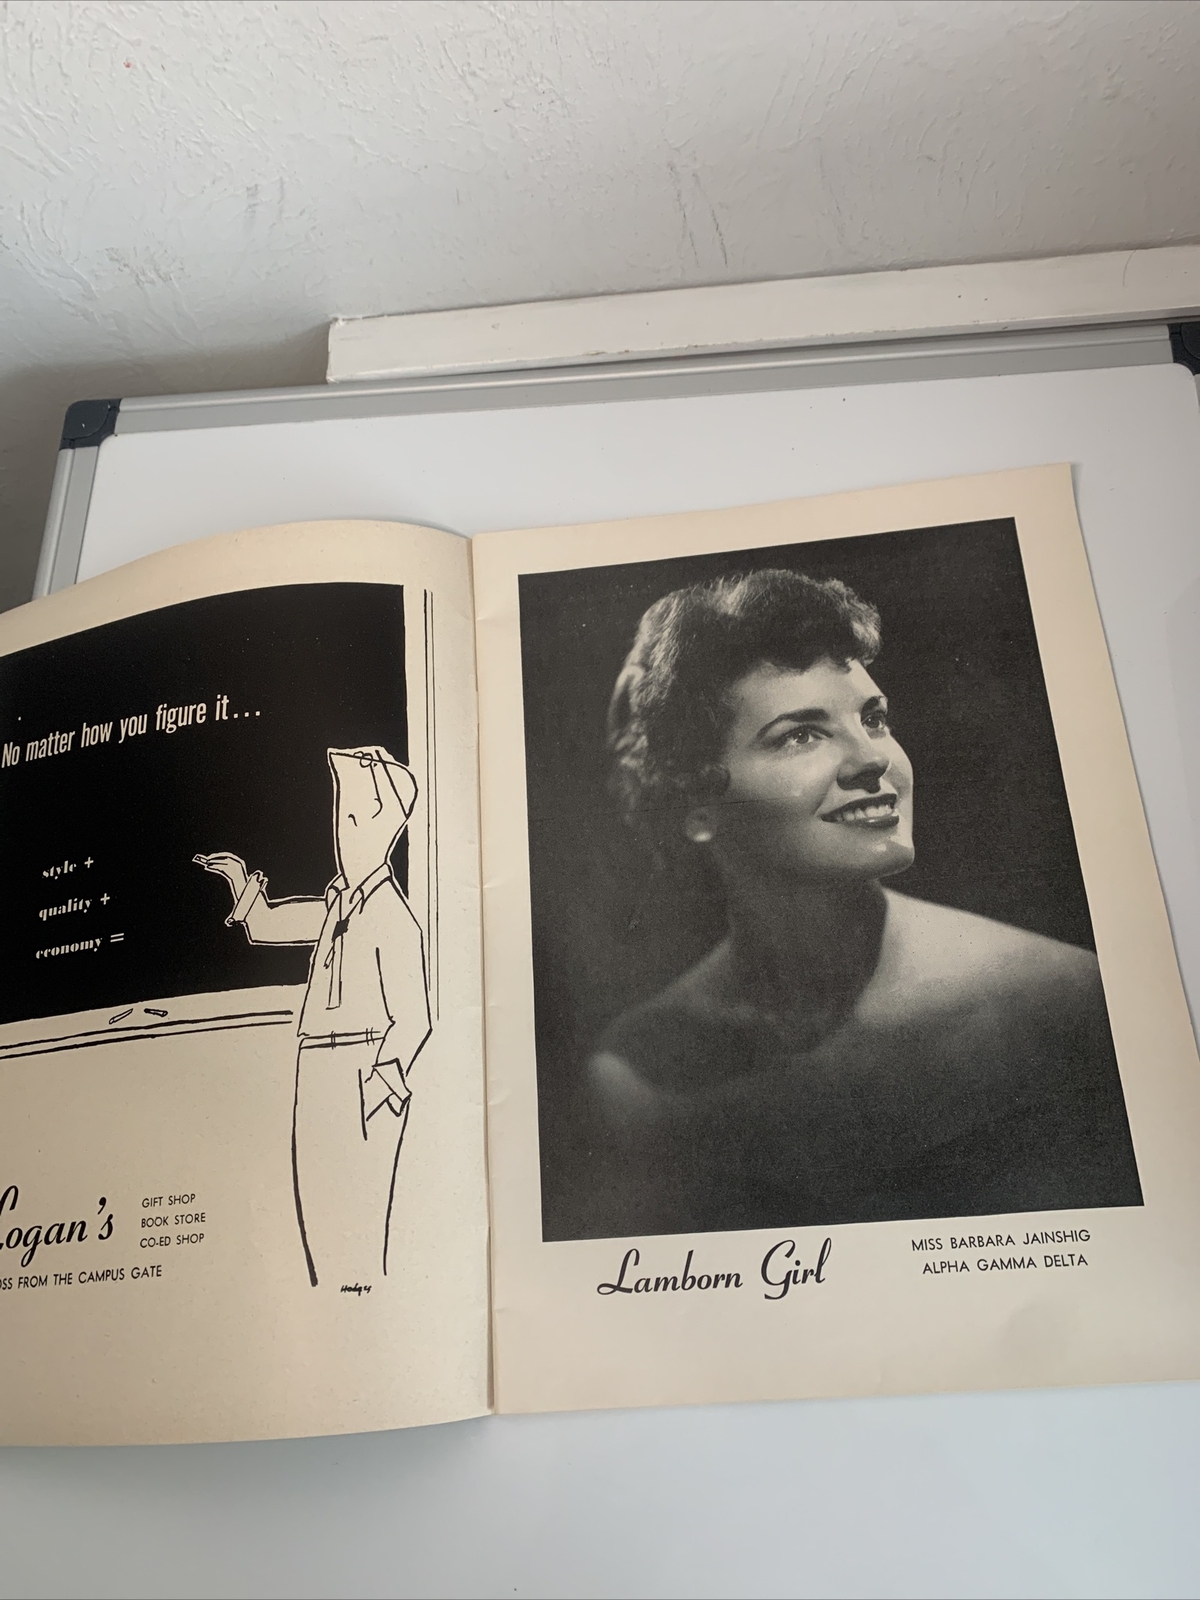 No matter how you figure it...
style +
quality +
economy =
Logan's
GIFT SHOP
BOOK STORE
CO-ED SHOP
FROM THE CAMPUS GATE
Hodges
Lamborn Girl
MISS BARBARA JAINSHIG
ALPHA GAMMA DELTA